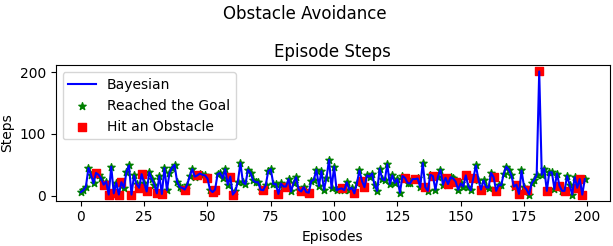 Obstacle Avoidance
Episode Steps
Steps
200
100
0
Bayesian
Reached the Goal
Hit an Obstacle
0 25 50 75 100 125 150 175 200
Episodes